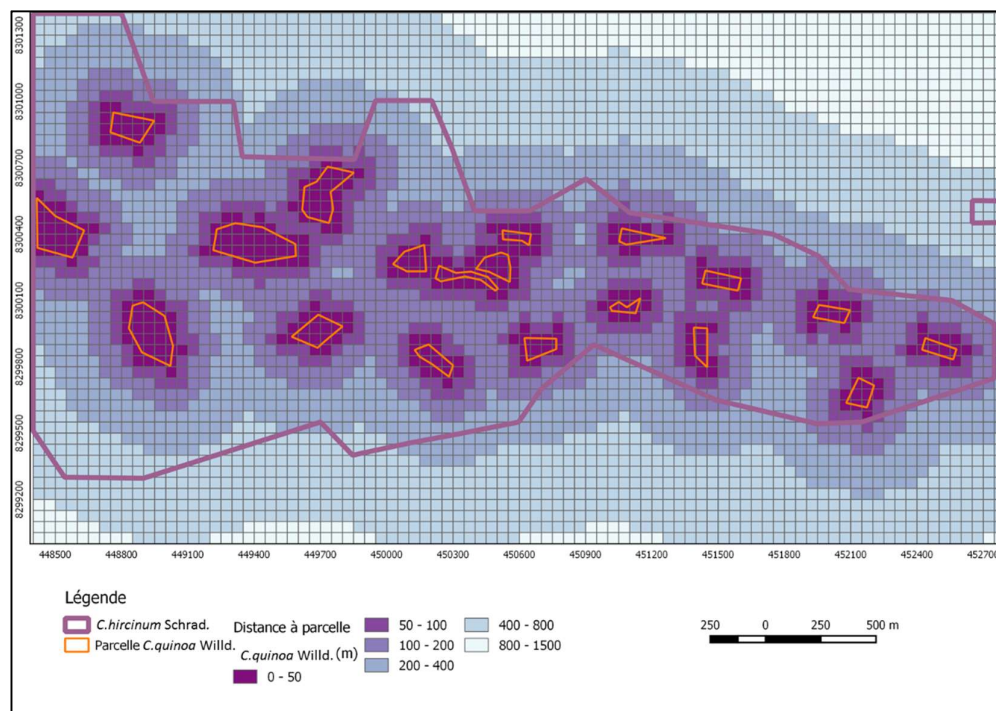 8301300
8301000
8300700
8300400
8300100
8299800
8299500
8299200
448500 448800 449100 449400 449700 450000 450300 450600 450900 451200 451500 451800 452100 452400 452700
Légende
C.hircinum Schrad.
Parcelle C.quinoa Willd.
Distance à parcelle
C.quinoa Willd. (m)
0 - 50
50 - 100
100 - 200
200 - 400
400 - 800
800 - 1500
250 0 250 500 m